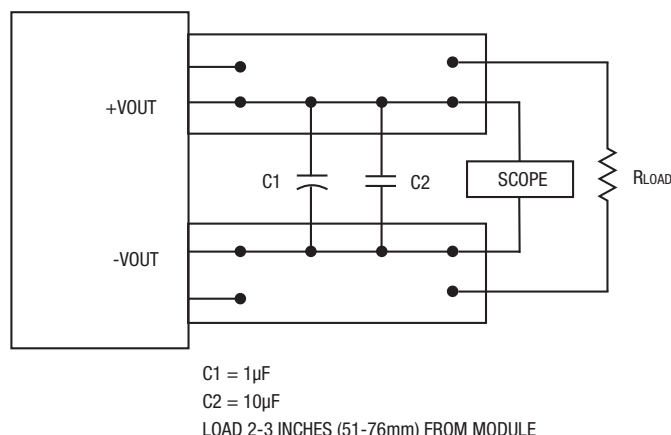 +VOUT
C1
C2
SCOPE
RLOAD
-VOUT
C1 = 1µF
C2 = 10µF
LOAD 2-3 INCHES (51-76mm) FROM MODULE